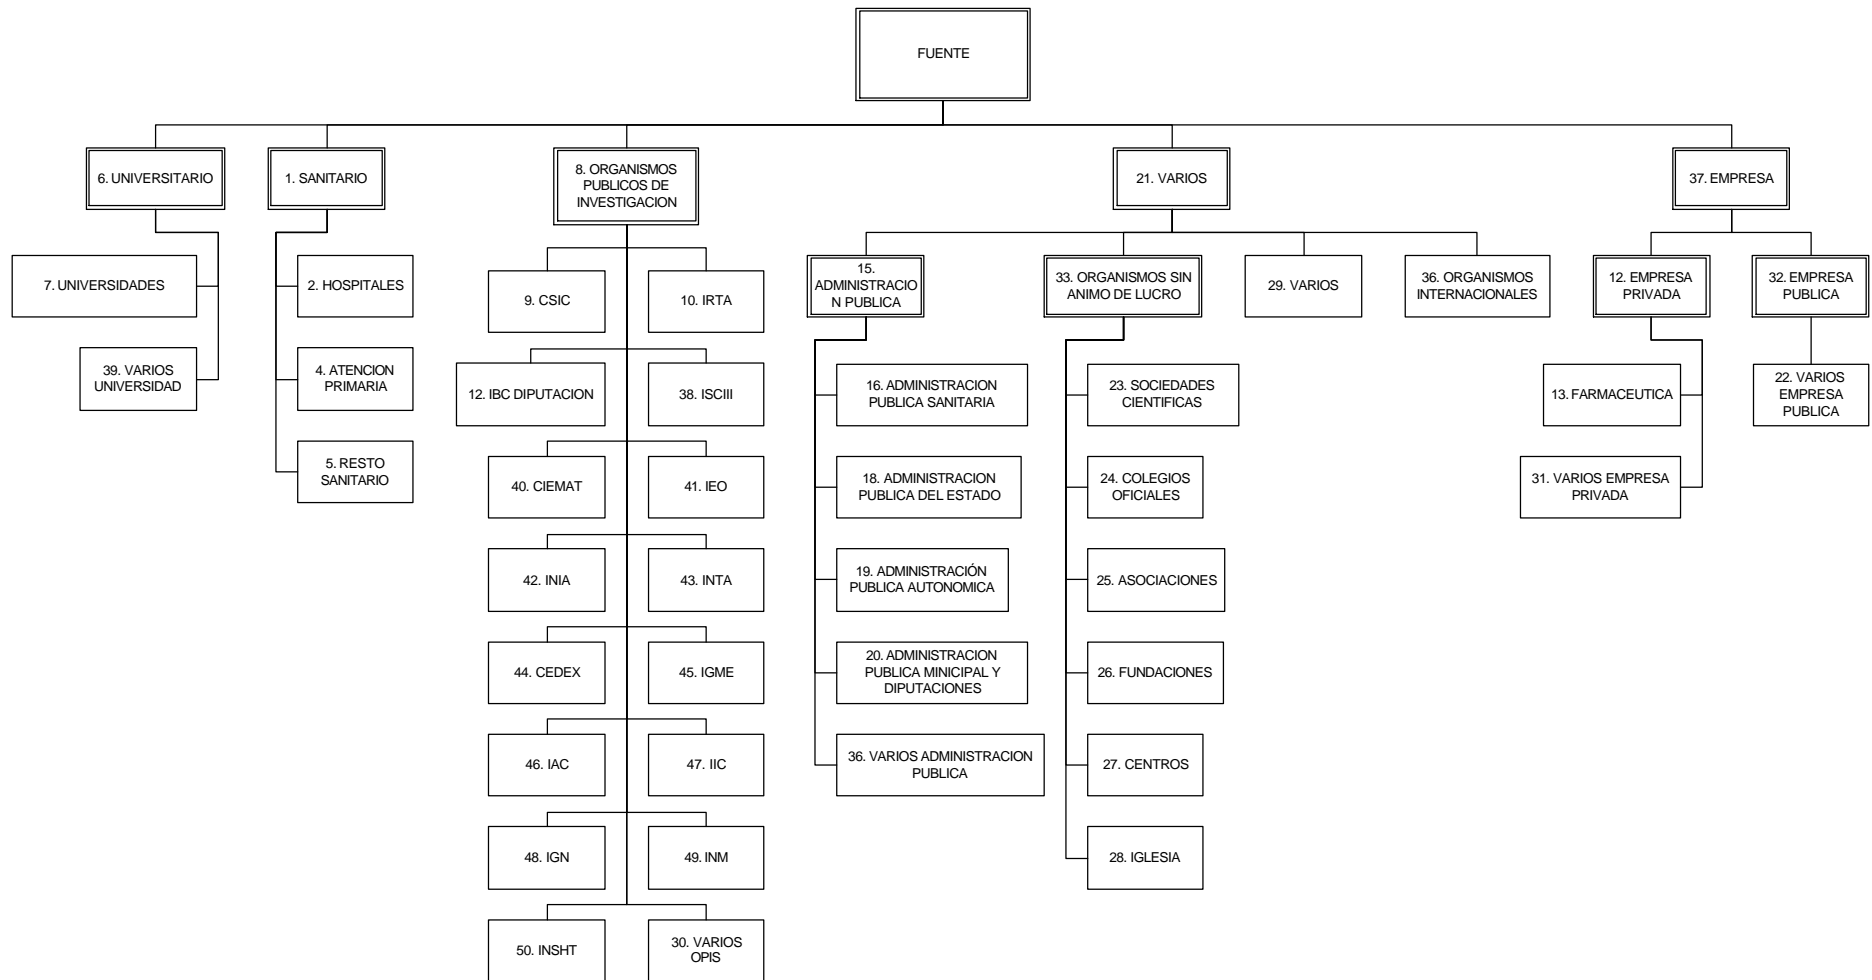 FUENTE
6. UNIVERSITARIO
1. SANITARIO
8. ORGANISMOS
PUBLICOS DE
INVESTIGACION
21. VARIOS
37. EMPRESA
7. UNIVERSIDADES
39. VARIOS
UNIVERSIDAD
2. HOSPITALES
4. ATENCION
PRIMARIA
5. RESTO
SANITARIO
9. CSIC
10. IRTA
12. IBC DIPUTACION
38. ISCIII
40. CIEMAT
41. IEO
42. INIA
43. INTA
44. CEDEX
45. IGME
46. IAC
47. IIC
48. IGN
49. INM
50. INSHT
30. VARIOS
OPIS
15.
ADMINISTRACIO
N PUBLICA
33. ORGANISMOS SIN
ANIMO DE LUCRO
29. VARIOS
36. ORGANISMOS
INTERNACIONALES
16. ADMINISTRACION
PUBLICA SANITARIA
18. ADMINISTRACION
PUBLICA DEL ESTADO
19. ADMINISTRACIÓN
PUBLICA AUTONOMICA
20. ADMINISTRACION
PUBLICA MINICIPAL Y
DIPUTACIONES
36. VARIOS ADMINISTRACION
PUBLICA
23. SOCIEDADES
CIENTIFICAS
24. COLEGIOS
OFICIALES
25. ASOCIACIONES
26. FUNDACIONES
27. CENTROS
28. IGLESIA
12. EMPRESA
PRIVADA
32. EMPRESA
PUBLICA
13. FARMACEUTICA
31. VARIOS EMPRESA
PRIVADA
22. VARIOS
EMPRESA
PUBLICA